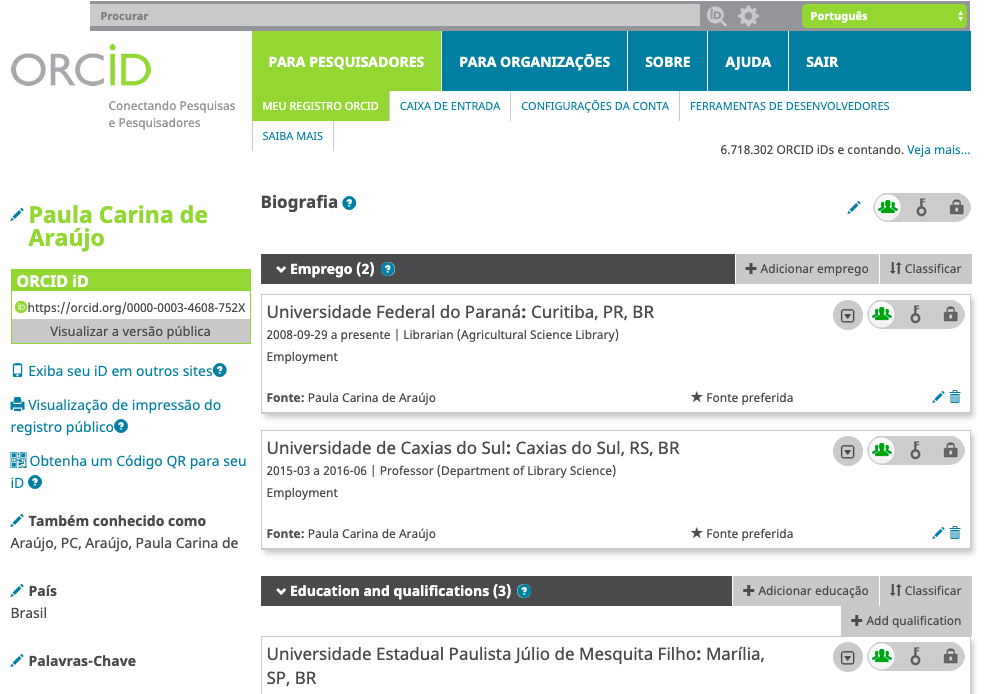 Procurar
iD
Português
ORCiD
Conectando Pesquisas
e Pesquisadores
PARA PESQUISADORES
PARA ORGANIZAÇÕES
SOBRE
AJUDA
SAIR
MEU REGISTRO ORCID
CAIXA DE ENTRADA
CONFIGURAÇÕES DA CONTA
FERRAMENTAS DE DESENVOLVEDORES
SAIBA MAIS
6.718.302 ORCID iDs e contando. Veja mais...
Paula Carina de
Araújo
ORCID iD
iD https://orcid.org/0000-0003-4608-752X
Visualizar a versão pública
Exiba seu iD em outros sites ?
Visualização de impressão do
registro público ?
Obtenha um Código QR para seu
iD ?
Também conhecido como
Araújo, PC, Araújo, Paula Carina de
País
Brasil
Palavras-Chave
Biografia ?
Emprego (2) ?
Adicionar emprego
Classificar
Universidade Federal do Paraná: Curitiba, PR, BR
2008-09-29 a presente | Librarian (Agricultural Science Library)
Employment
Fonte: Paula Carina de Araújo
Fonte preferida
Universidade de Caxias do Sul: Caxias do Sul, RS, BR
2015-03 a 2016-06 | Professor (Department of Library Science)
Employment
Fonte: Paula Carina de Araújo
Fonte preferida
Education and qualifications (3) ?
Adicionar educação
Classificar
Add qualification
Universidade Estadual Paulista Júlio de Mesquita Filho: Marília,
SP, BR